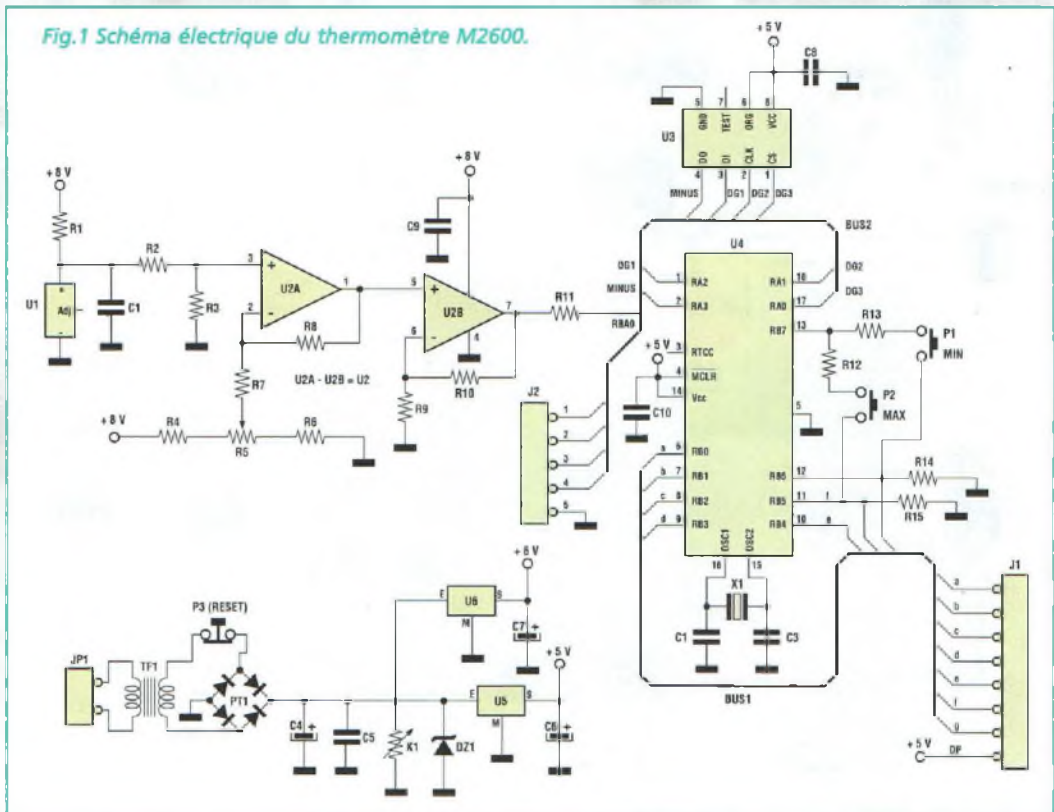 Fig.1 Schéma électrique du thermomètre M2600.
+5 V
C8
5 7 6 8
GND TEST ORG VCC
U3
DO DI CLK CS
4 3 2 1
MINUS DG1 DG2 DG3
BUS2
+8 V
R1
R2
U1
Adj
C1
R3
3
2
U2A
1
R8
R7
U2A - U2B = U2
+8 V
R4
R5
R6
+8 V
C9
5
6
U2B
7
4
R10
R9
R11
RBA0
J2
1
2
3
4
5
U4
DG1 1 RA2 RA1 18 DG2
MINUS 2 RA3 RA0 17 DG3
RB7 13
R13
P1
MIN
R12
P2
MAX
3 RTCC
+5 V
4 MCLR
14 Vcc
C10
5
a 6 RB0
b 7 RB1
c 8 RB2
d 9 RB3
RB6 12
R14
RB5 11 f
R15
RB4 10 e
OSC1 OSC2
16 15
X1
C1
C3
BUS1
J1
a
b
c
d
e
f
g
+5 V
DP
JP1
TF1
P3 (RESET)
PT1
C4
C5
K1
DZ1
E U6 S
M
C7
E U5 S
M
+5 V
C6